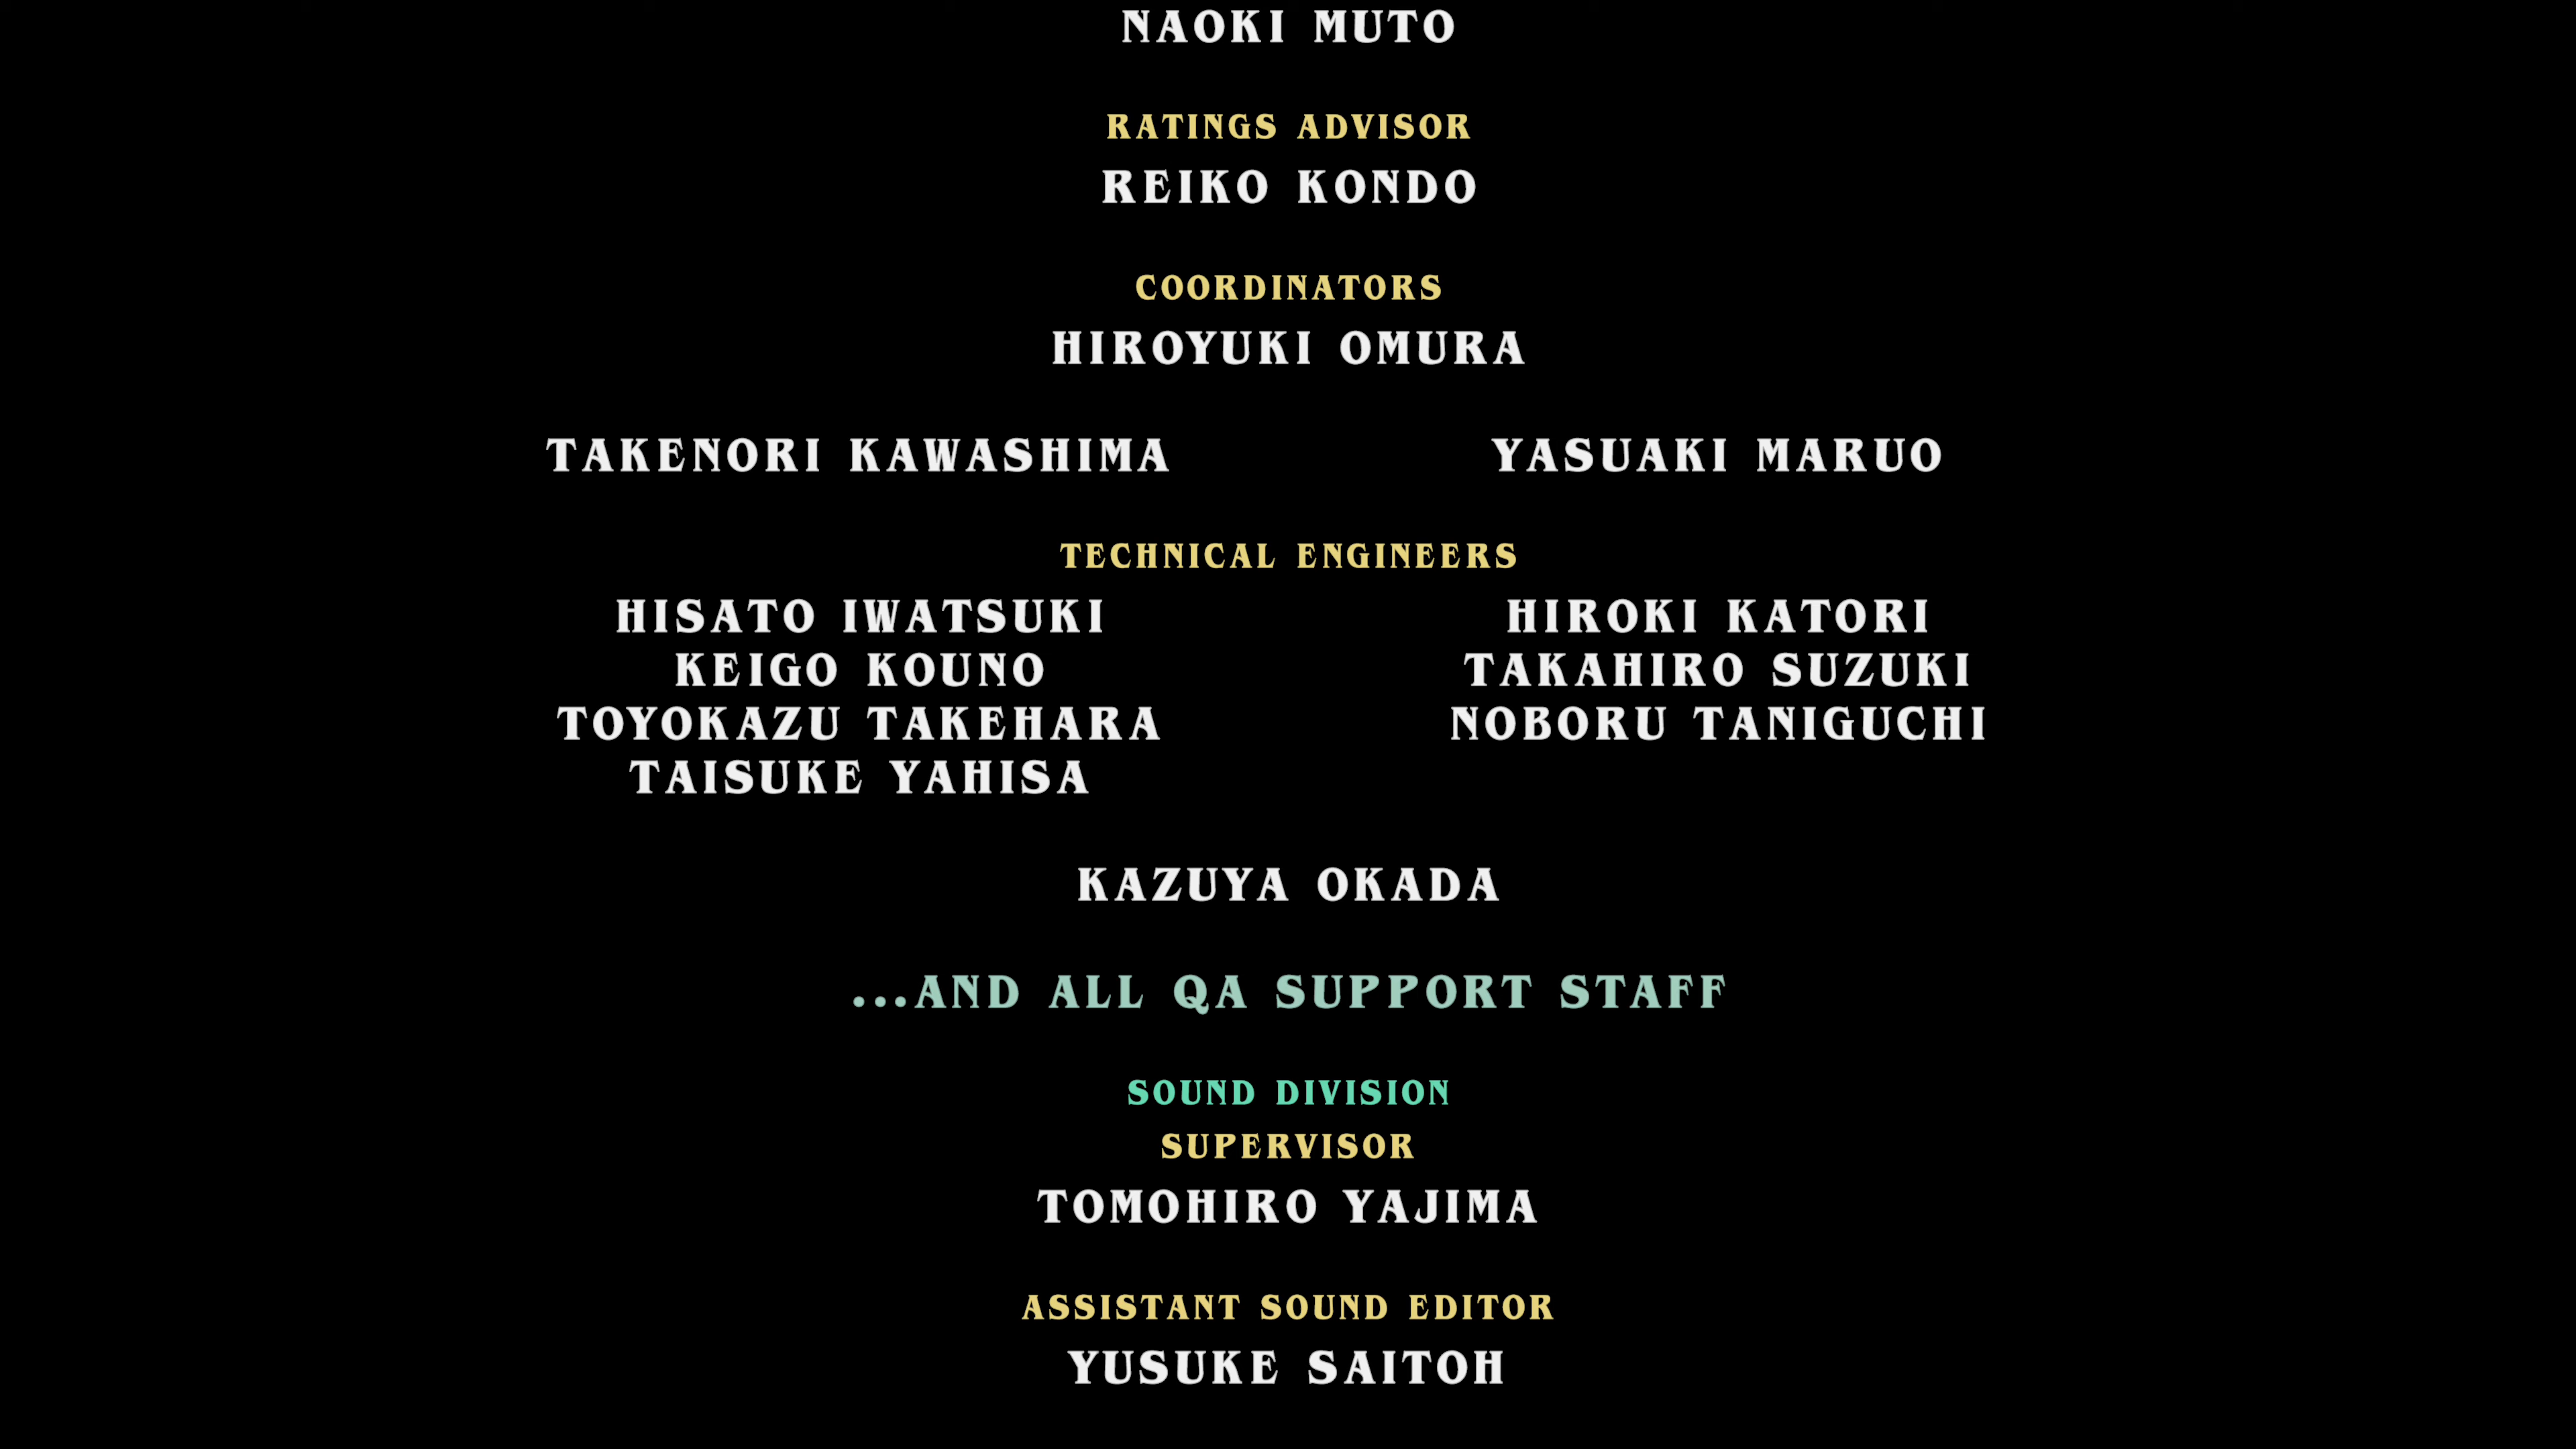 NAOKI MUTO
RATINGS ADVISOR
REIKO KONDO
COORDINATORS
HIROYUKI OMURA
TAKENORI KAWASHIMA YASUAKI MARUO
TECHNICAL ENGINEERS
HISATO IWATSUKI HIROKI KATORI
KEIGO KOUNO TAKAHIRO SUZUKI
TOYOKAZU TAKEHARA NOBORU TANIGUCHI
TAISUKE YAHISA
KAZUYA OKADA
...AND ALL QA SUPPORT STAFF
SOUND DIVISION
SUPERVISOR
TOMOHIRO YAJIMA
ASSISTANT SOUND EDITOR
YUSUKE SAITOH